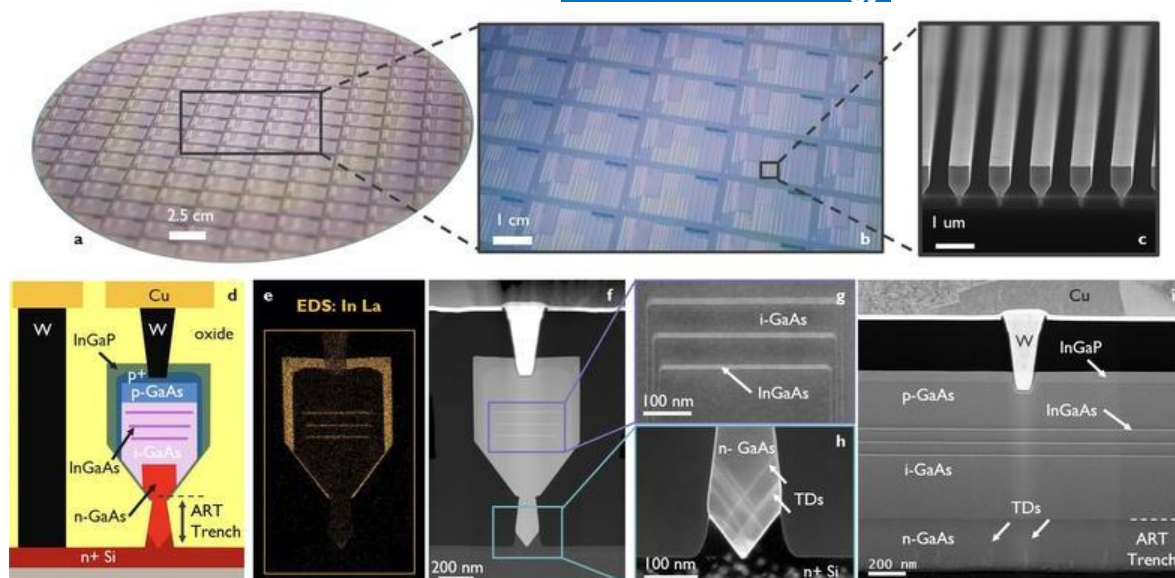 2.5 cm
a
1 cm
b
1 um
c
Cu
d
W
W
oxide
InGaP
p+
p-GaAs
InGaAs
i-GaAs
n-GaAs
ART
Trench
n+ Si
e
EDS: In La
f
200 nm
g
i-GaAs
InGaAs
100 nm
h
n- GaAs
TDs
100 nm
n+ Si
Cu
W
InGaP
p-GaAs
InGaAs
i-GaAs
TDs
n-GaAs
ART
Trench
200 nm